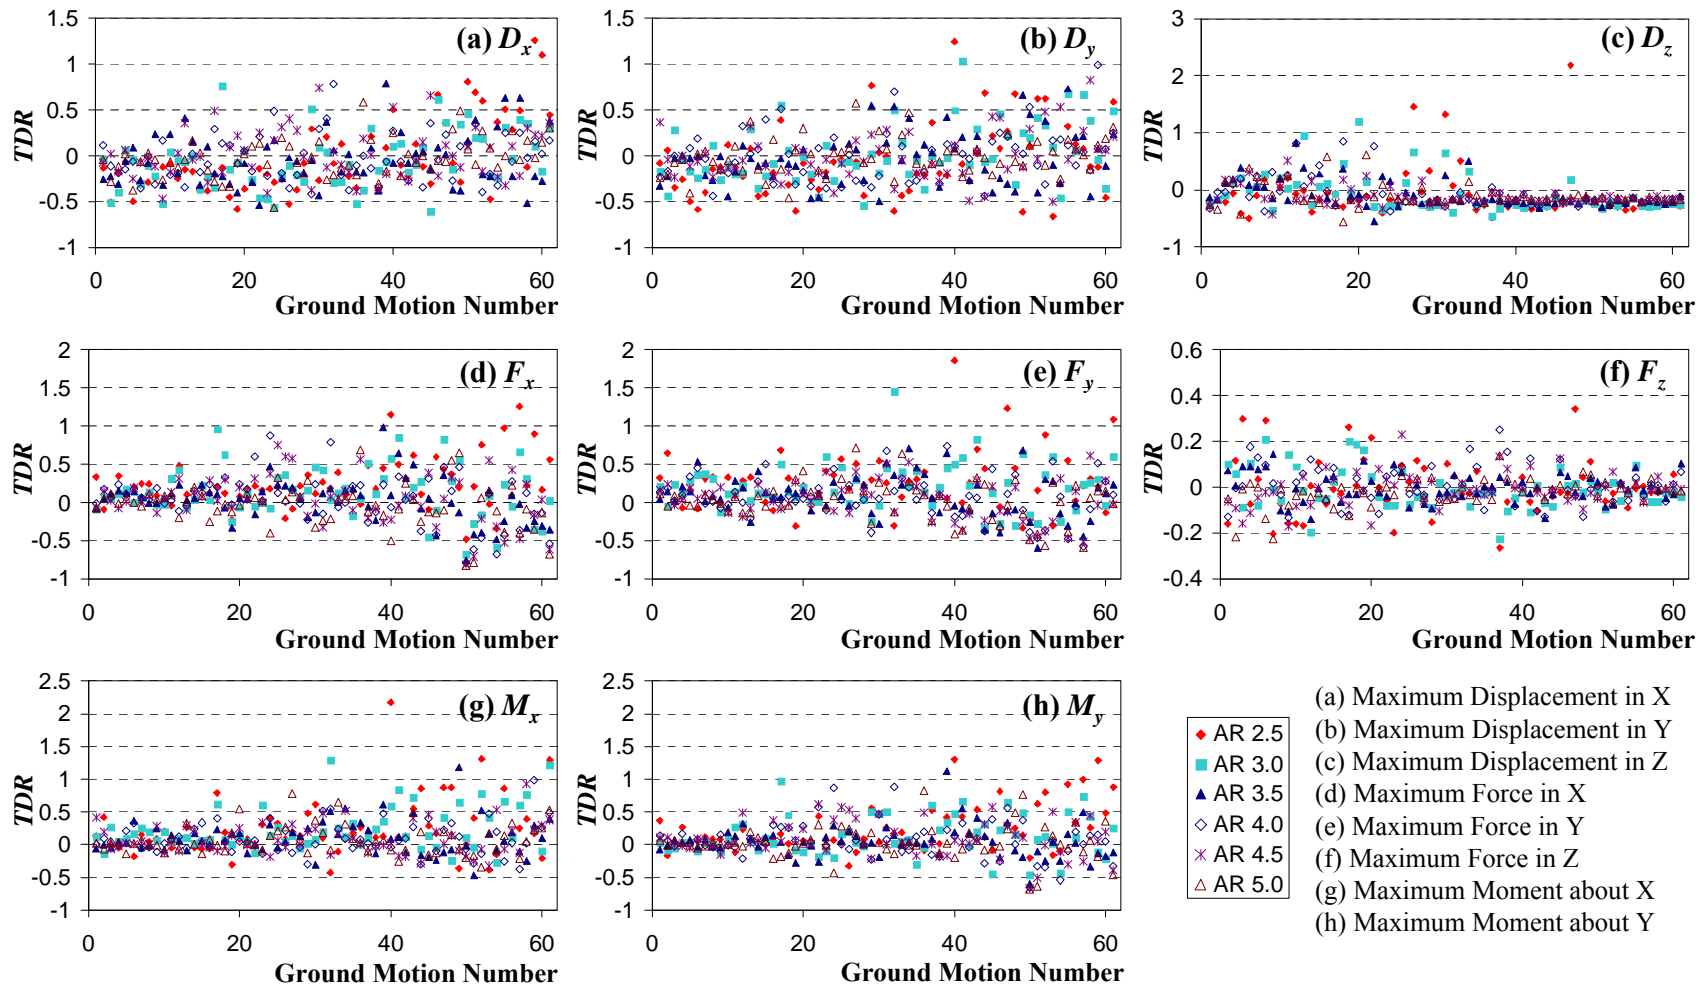 (a) Dx
TDR
1.5
1
0.5
0
-0.5
-1
0 20 40 60
Ground Motion Number
(b) Dy
TDR
1.5
1
0.5
0
-0.5
-1
0 20 40 60
Ground Motion Number
(c) Dz
TDR
3
2
1
0
-1
0 20 40 60
Ground Motion Number
(d) Fx
TDR
2
1.5
1
0.5
0
-0.5
-1
0 20 40 60
Ground Motion Number
(e) Fy
TDR
2
1.5
1
0.5
0
-0.5
-1
0 20 40 60
Ground Motion Number
(f) Fz
TDR
0.6
0.4
0.2
0
-0.2
-0.4
0 20 40 60
Ground Motion Number
(g) Mx
TDR
2.5
2
1.5
1
0.5
0
-0.5
-1
0 20 40 60
Ground Motion Number
(h) My
TDR
2.5
2
1.5
1
0.5
0
-0.5
-1
0 20 40 60
Ground Motion Number
AR 2.5
AR 3.0
AR 3.5
AR 4.0
AR 4.5
AR 5.0
(a) Maximum Displacement in X
(b) Maximum Displacement in Y
(c) Maximum Displacement in Z
(d) Maximum Force in X
(e) Maximum Force in Y
(f) Maximum Force in Z
(g) Maximum Moment about X
(h) Maximum Moment about Y